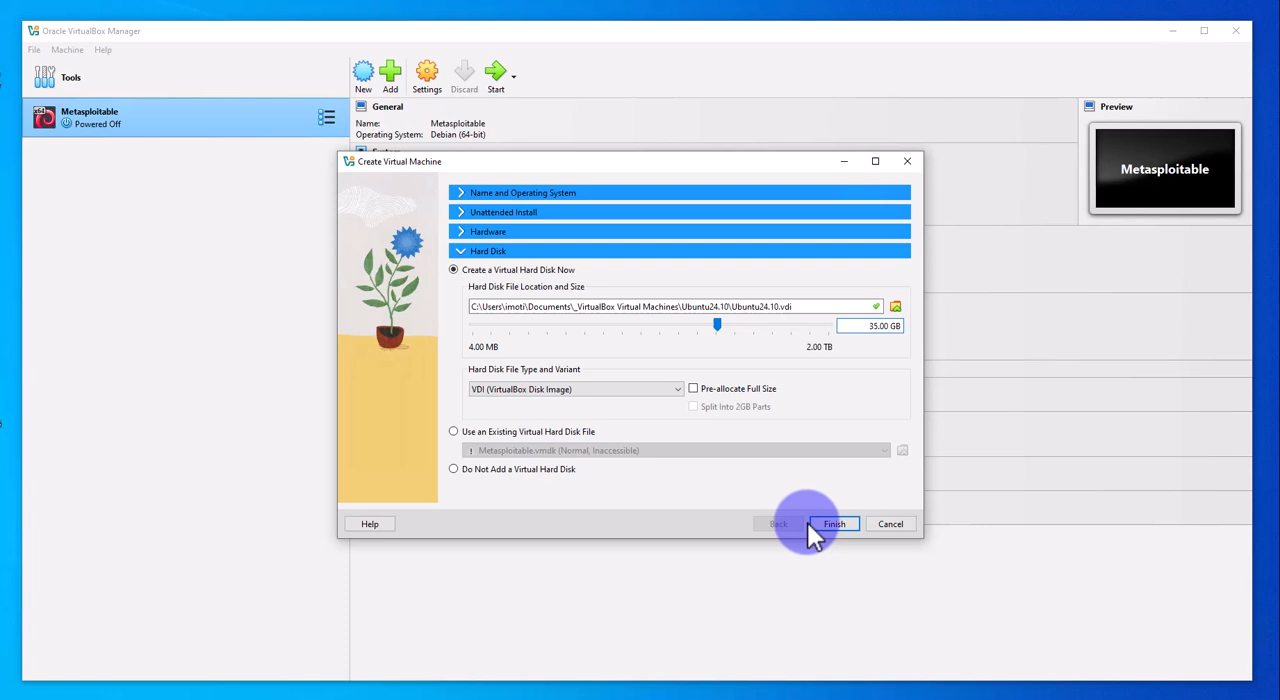 Oracle VirtualBox Manager
File Machine Help
Tools
New Add Settings Discard Start
Metasploitable
Powered Off
General
Name: Metasploitable
Operating System: Debian (64-bit)
Preview
Metasploitable
Create Virtual Machine
Name and Operating System
Unattended Install
Hardware
Hard Disk
Create a Virtual Hard Disk Now
Hard Disk File Location and Size
C:\Users\imoti\Documents\_VirtualBox Virtual Machines\Ubuntu24.10\Ubuntu24.10.vdi
35.00 GB
4.00 MB 2.00 TB
Hard Disk File Type and Variant
VDI (VirtualBox Disk Image) Pre-allocate Full Size
Split Into 2GB Parts
Use an Existing Virtual Hard Disk File
Metasploitable.vmdk (Normal, Inaccessible)
Do Not Add a Virtual Hard Disk
Help Back Finish Cancel